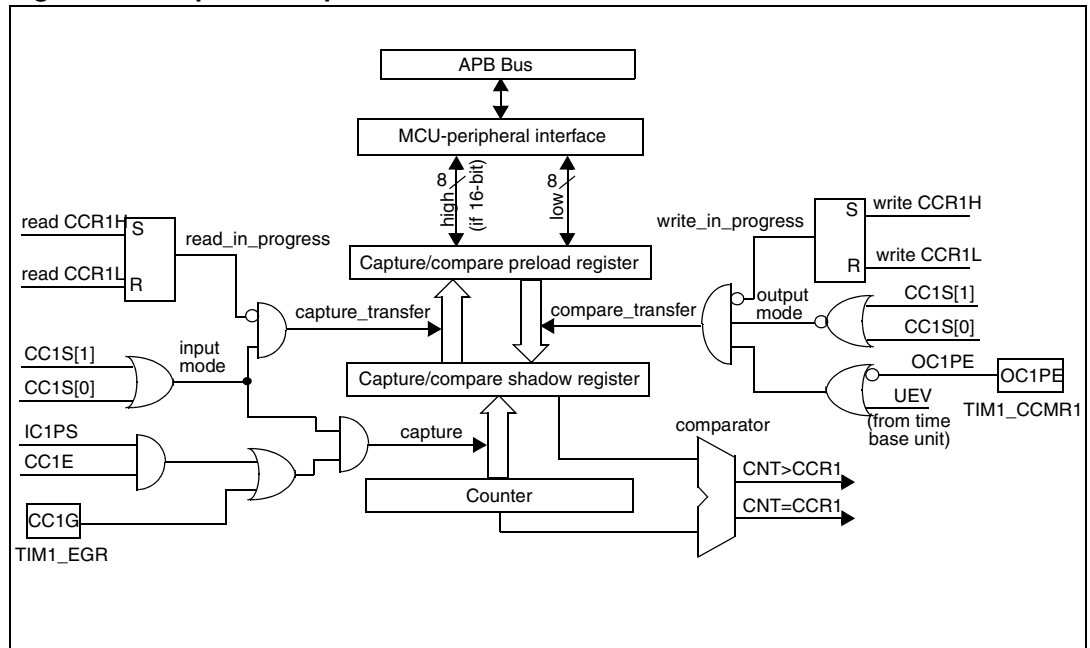 APB Bus
MCU-peripheral interface
8
high
(if 16-bit)
8
low
read CCR1H
S
read_in_progress
read CCR1L
R
write_in_progress
S
write CCR1H
R
write CCR1L
Capture/compare preload register
capture_transfer
compare_transfer
output
mode
CC1S[1]
CC1S[0]
CC1S[1]
CC1S[0]
input
mode
Capture/compare shadow register
OC1PE
OC1PE
UEV
(from time
base unit)
TIM1_CCMR1
IC1PS
CC1E
capture
comparator
CNT>CCR1
CNT=CCR1
Counter
CC1G
TIM1_EGR